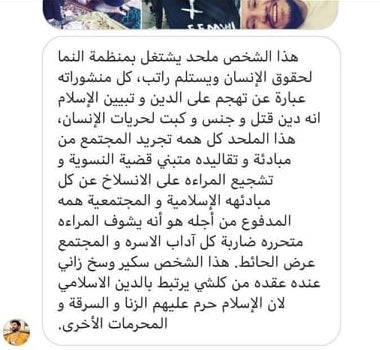 هذا الشخص ملحد يشتغل بمنظمة النما
لحقوق الإنسان ويستلم راتب، كل منشوراته
عبارة عن تهجم على الدين و تبيين الإسلام
انه دين قتل و جنس و كبت لحريات الإنسان،
هذا الملحد كل همه تجريد المجتمع من
مبادئة و تقاليده متبني قضية النسوية و
تشجيع المراءه على الانسلاخ عن كل
مبادئهه الإسلامية و المجتمعية همه
المدفوع من أجله هو أنه يشوف المراءه
متحرره ضاربة كل آداب الاسره و المجتمع
عرض الحائط. هذا الشخص سكير وسخ زاني
عنده عقده من كلشي يرتبط بالدين الاسلامي
لان الإسلام حرم عليهم الزنا و السرقة و
المحرمات الأخرى.